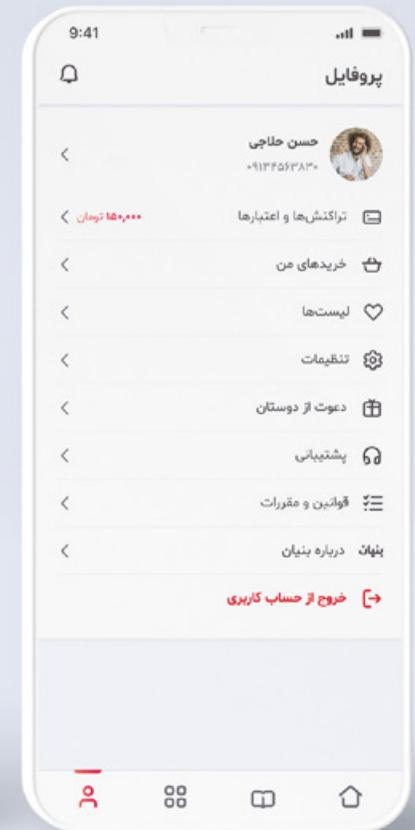 9:41
پروفایل
حسن حلاجی
۰۹۱۳۴۵۶۳۸۳۰
تراکنش‌ها و اعتبارها ۱۵۰,۰۰۰ تومان
خریدهای من
لیست‌ها
تنظیمات
دعوت از دوستان
پشتیبانی
قوانین و مقررات
بنیان درباره بنیان
خروج از حساب کاربری